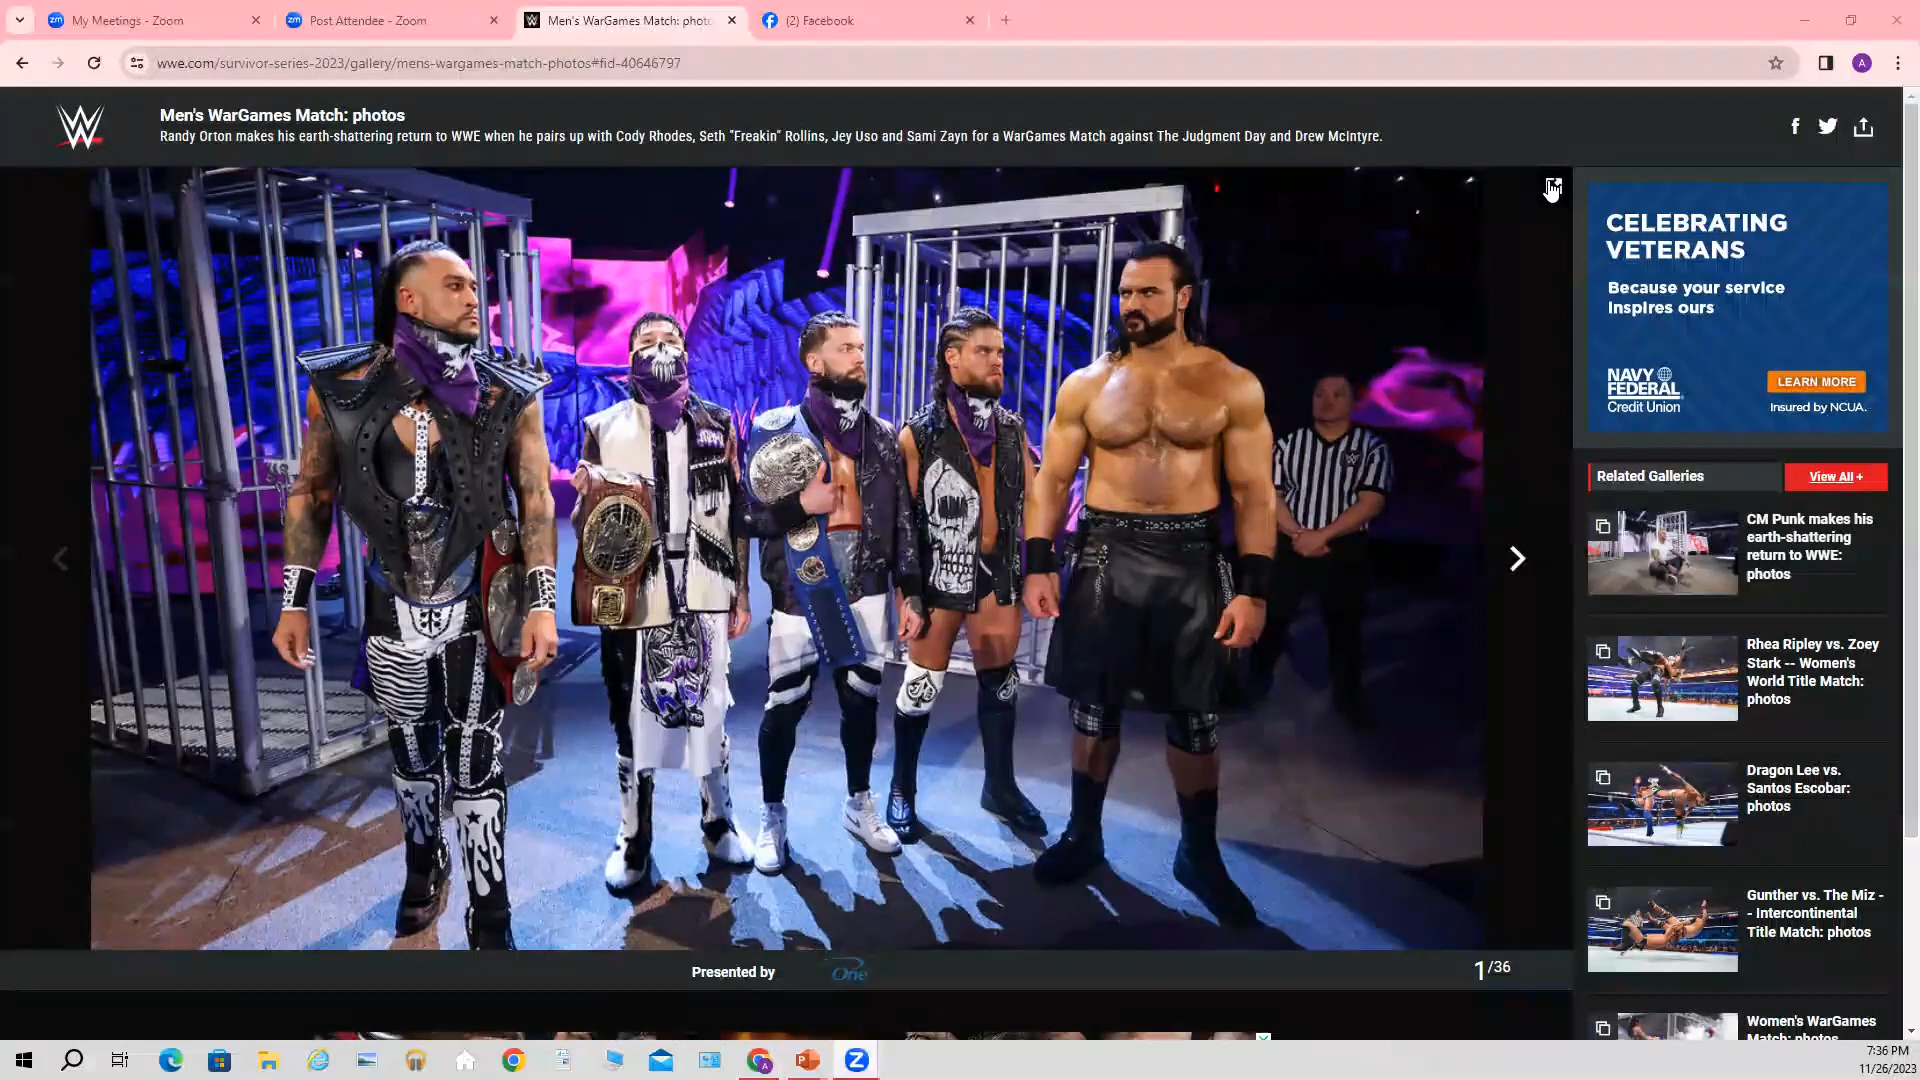 My Meetings - Zoom
Post Attendee - Zoom
Men's WarGames Match: photo
(2) Facebook
wwe.com/survivor-series-2023/gallery/mens-wargames-match-photos#fid-40646797
A
Men's WarGames Match: photos
Randy Orton makes his earth-shattering return to WWE when he pairs up with Cody Rhodes, Seth "Freakin" Rollins, Jey Uso and Sami Zayn for a WarGames Match against The Judgment Day and Drew McIntyre.
CELEBRATING
VETERANS
Because your service
Inspires ours
NAVY
FEDERAL
Credit Union
LEARN MORE
Insured by NCUA.
Related Galleries
View All +
CM Punk makes his
earth-shattering
return to WWE:
photos
Rhea Ripley vs. Zoey
Stark -- Women's
World Title Match:
photos
Dragon Lee vs.
Santos Escobar:
photos
Gunther vs. The Miz -
- Intercontinental
Title Match: photos
Women's WarGames
Match: photos
Presented by
One
1/36
7:36 PM
11/26/2023